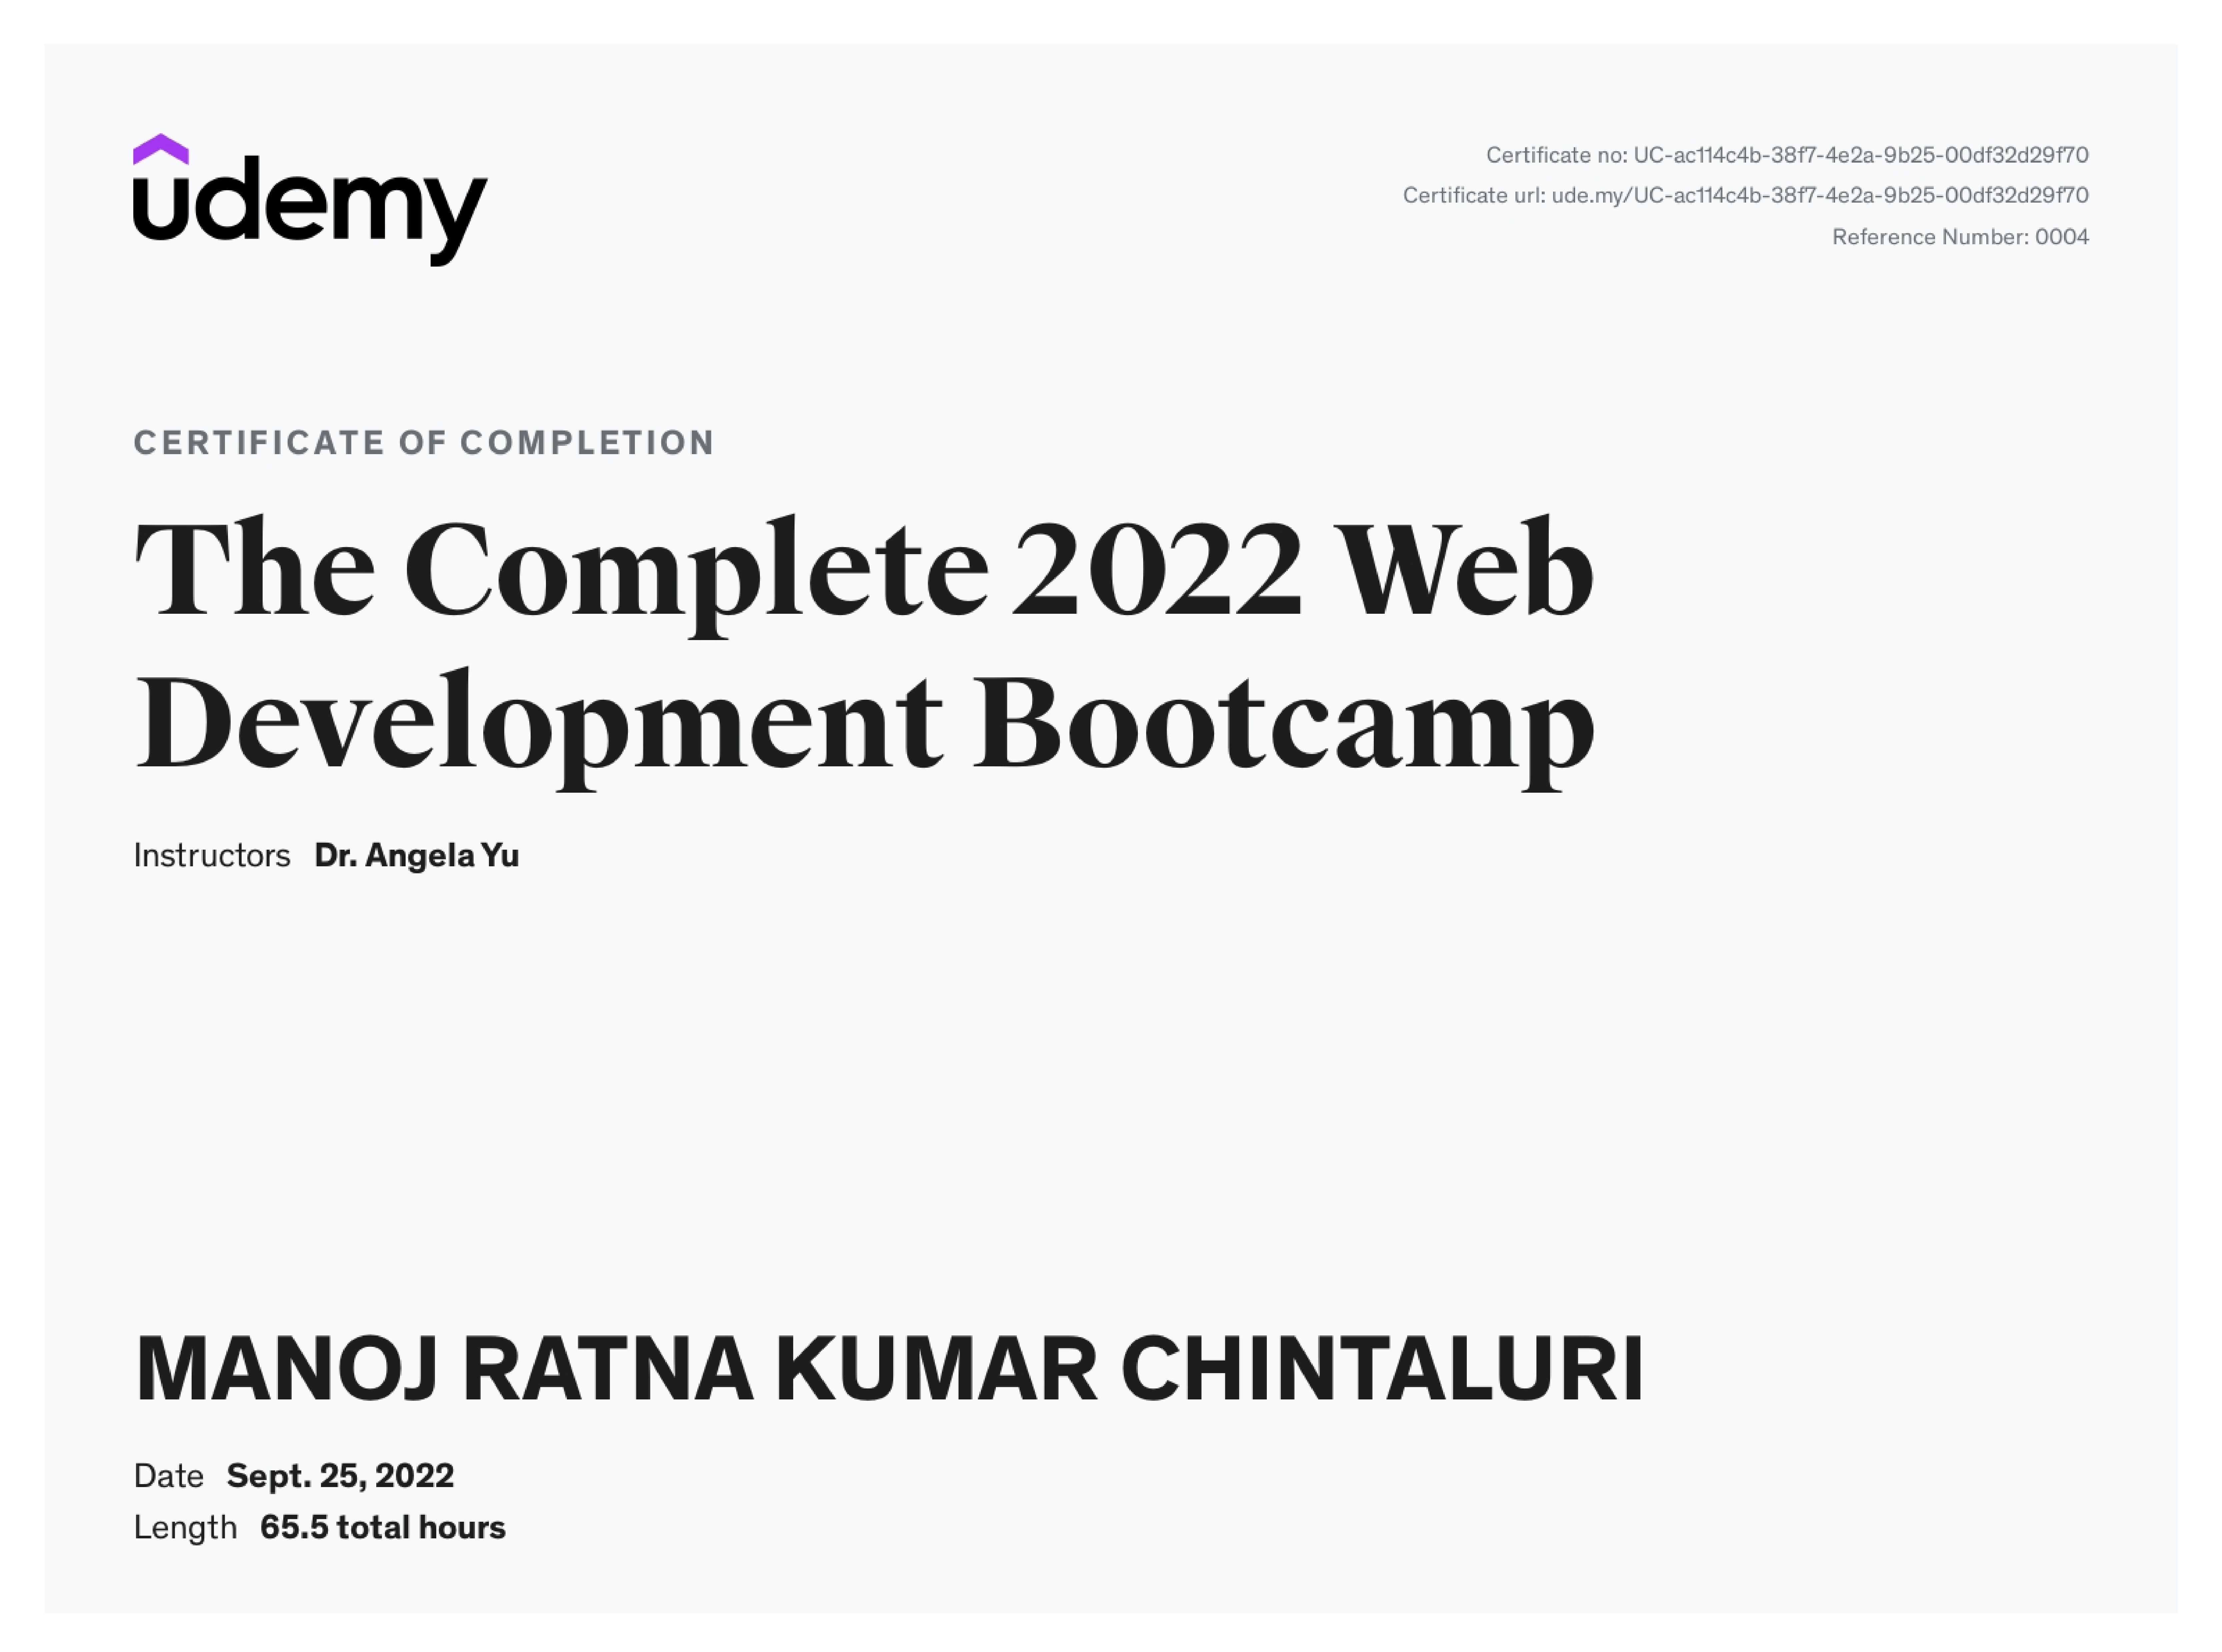 udemy
Certificate no: UC-ac114c4b-38f7-4e2a-9b25-00df32d29f70
Certificate url: ude.my/UC-ac114c4b-38f7-4e2a-9b25-00df32d29f70
Reference Number: 0004
CERTIFICATE OF COMPLETION
The Complete 2022 Web
Development Bootcamp
Instructors Dr. Angela Yu
MANOJ RATNA KUMAR CHINTALURI
Date Sept. 25, 2022
Length 65.5 total hours